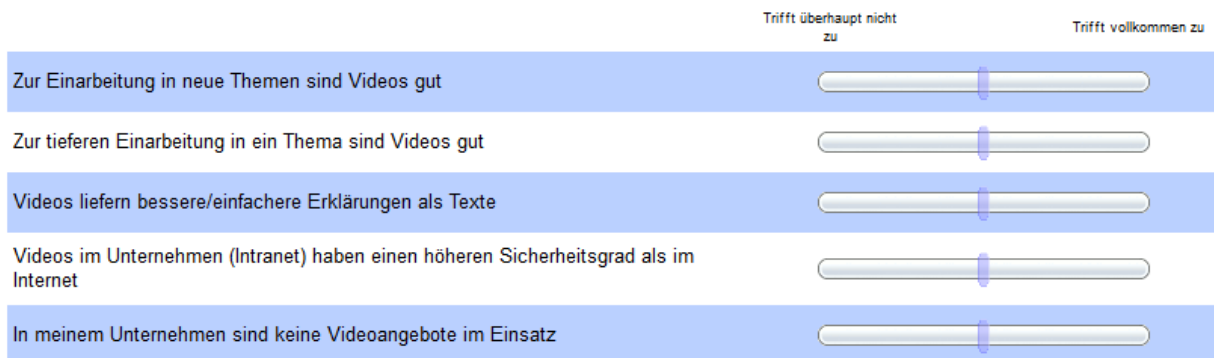 Trifft überhaupt nicht
zu
Trifft vollkommen zu
Zur Einarbeitung in neue Themen sind Videos gut
Zur tieferen Einarbeitung in ein Thema sind Videos gut
Videos liefern bessere/einfachere Erklärungen als Texte
Videos im Unternehmen (Intranet) haben einen höheren Sicherheitsgrad als im
Internet
In meinem Unternehmen sind keine Videoangebote im Einsatz